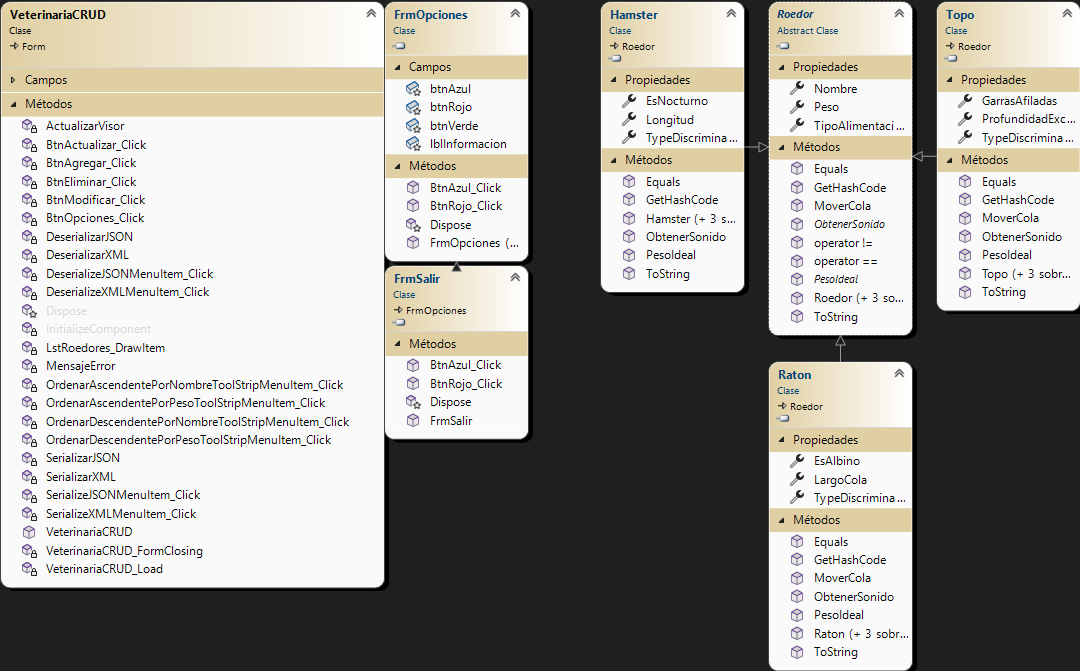 VeterinariaCRUD
Clase
Form
Campos
Métodos
ActualizarVisor
BtnActualizar_Click
BtnAgregar_Click
BtnEliminar_Click
BtnModificar_Click
BtnOpciones_Click
DeserializarJSON
DeserializarXML
DeserializeJSONMenuItem_Click
DeserializeXMLMenuItem_Click
Dispose
InitializeComponent
LstRoedores_DrawItem
MensajeError
OrdenarAscendentePorNombreToolStripMenuItem_Click
OrdenarAscendentePorPesoToolStripMenuItem_Click
OrdenarDescendentePorNombreToolStripMenuItem_Click
OrdenarDescendentePorPesoToolStripMenuItem_Click
SerializarJSON
SerializarXML
SerializeJSONMenuItem_Click
SerializeXMLMenuItem_Click
VeterinariaCRUD
VeterinariaCRUD_FormClosing
VeterinariaCRUD_Load
FrmOpciones
Clase
Campos
btnAzul
btnRojo
btnVerde
lblInformacion
Métodos
BtnAzul_Click
BtnRojo_Click
Dispose
FrmOpciones (...
FrmSalir
Clase
FrmOpciones
Métodos
BtnAzul_Click
BtnRojo_Click
Dispose
FrmSalir
Hamster
Clase
Roedor
Propiedades
EsNocturno
Longitud
TypeDiscrimina...
Métodos
Equals
GetHashCode
Hamster (+ 3 s...
ObtenerSonido
PesoIdeal
ToString
Roedor
Abstract Clase
Propiedades
Nombre
Peso
TipoAlimentaci...
Métodos
Equals
GetHashCode
MoverCola
ObtenerSonido
operator !=
operator ==
PesoIdeal
Roedor (+ 3 so...
ToString
Topo
Clase
Roedor
Propiedades
GarrasAfiladas
ProfundidadExc...
TypeDiscrimina...
Métodos
Equals
GetHashCode
MoverCola
ObtenerSonido
PesoIdeal
Topo (+ 3 sobr...
ToString
Raton
Clase
Roedor
Propiedades
EsAlbino
LargoCola
TypeDiscrimina...
Métodos
Equals
GetHashCode
MoverCola
ObtenerSonido
PesoIdeal
Raton (+ 3 sobr...
ToString